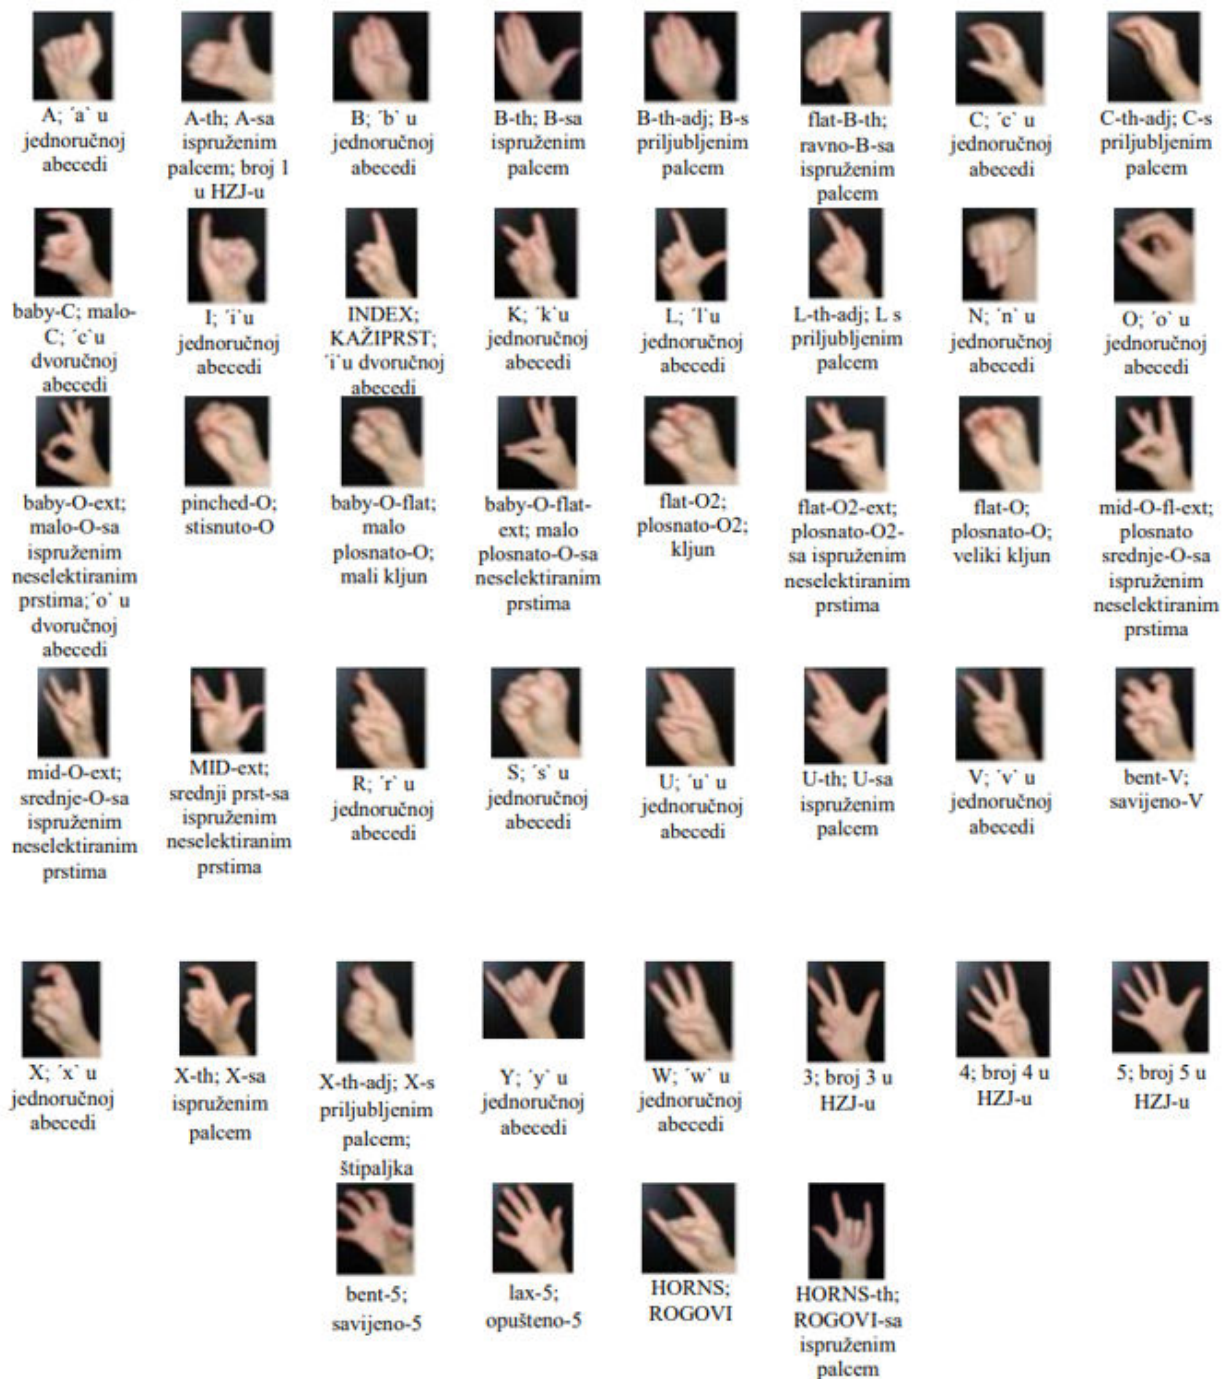 A; ´a` u
jednoručnoj
abecedi
A-th; A-sa
ispruženim
palcem; broj 1
u HZJ-u
B; ´b` u
jednoručnoj
abecedi
B-th; B-sa
ispruženim
palcem
B-th-adj; B-s
priljubljenim
palcem
flat-B-th;
ravno-B-sa
ispruženim
palcem
C; ´c` u
jednoručnoj
abecedi
C-th-adj; C-s
priljubljenim
palcem
baby-C; malo-
C; ´c`u
dvoručnoj
abecedi
I; ´i`u
jednoručnoj
abecedi
INDEX;
KAŽIPRST;
´i`u dvoručnoj
abecedi
K; ´k`u
jednoručnoj
abecedi
L; ´l`u
jednoručnoj
abecedi
L-th-adj; L s
priljubljenim
palcem
N; ´n` u
jednoručnoj
abecedi
O; ´o` u
jednoručnoj
abecedi
baby-O-ext;
malo-O-sa
ispruženim
neselektiranim
prstima;´o` u
dvoručnoj
abecedi
pinched-O;
stisnuto-O
baby-O-flat;
malo
plosnato-O;
mali kljun
baby-O-flat-
ext; malo
plosnato-O-sa
neselektiranim
prstima
flat-O2;
plosnato-O2;
kljun
flat-O2-ext;
plosnato-O2-
sa ispruženim
neselektiranim
prstima
flat-O;
plosnato-O;
veliki kljun
mid-O-fl-ext;
plosnato
srednje-O-sa
ispruženim
neselektiranim
prstima
mid-O-ext;
srednje-O-sa
ispruženim
neselektiranim
prstima
MID-ext;
srednji prst-sa
ispruženim
neselektiranim
prstima
R; ´r` u
jednoručnoj
abecedi
S; ´s` u
jednoručnoj
abecedi
U; ´u` u
jednoručnoj
abecedi
U-th; U-sa
ispruženim
palcem
V; ´v` u
jednoručnoj
abecedi
bent-V;
savijeno-V
X; ´x` u
jednoručnoj
abecedi
X-th; X-sa
ispruženim
palcem
X-th-adj; X-s
priljubljenim
palcem;
štipaljka
Y; ´y` u
jednoručnoj
abecedi
W; ´w` u
jednoručnoj
abecedi
3; broj 3 u
HZJ-u
4; broj 4 u
HZJ-u
5; broj 5 u
HZJ-u
bent-5;
savijeno-5
lax-5;
opušteno-5
HORNS;
ROGOVI
HORNS-th;
ROGOVI-sa
ispruženim
palcem